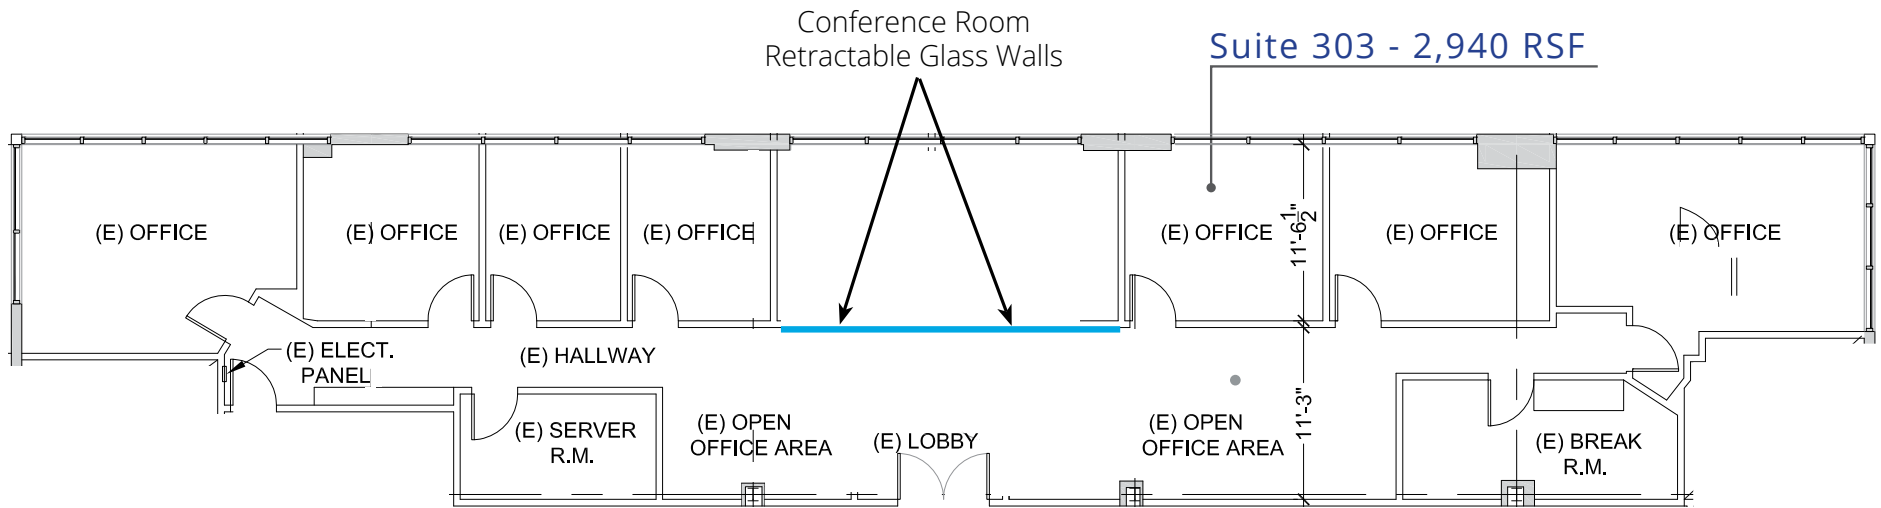 Conference Room
Retractable Glass Walls
Suite 303 - 2,940 RSF
(E) OFFICE
(E) OFFICE
(E) OFFICE
(E) OFFICE
(E) OFFICE
11'-6 1/2"
(E) OFFICE
(E) OFFICE
(E) ELECT.
PANEL
(E) HALLWAY
(E) SERVER
R.M.
(E) OPEN
OFFICE AREA
(E) LOBBY
(E) OPEN
OFFICE AREA
11'-3"
(E) BREAK
R.M.